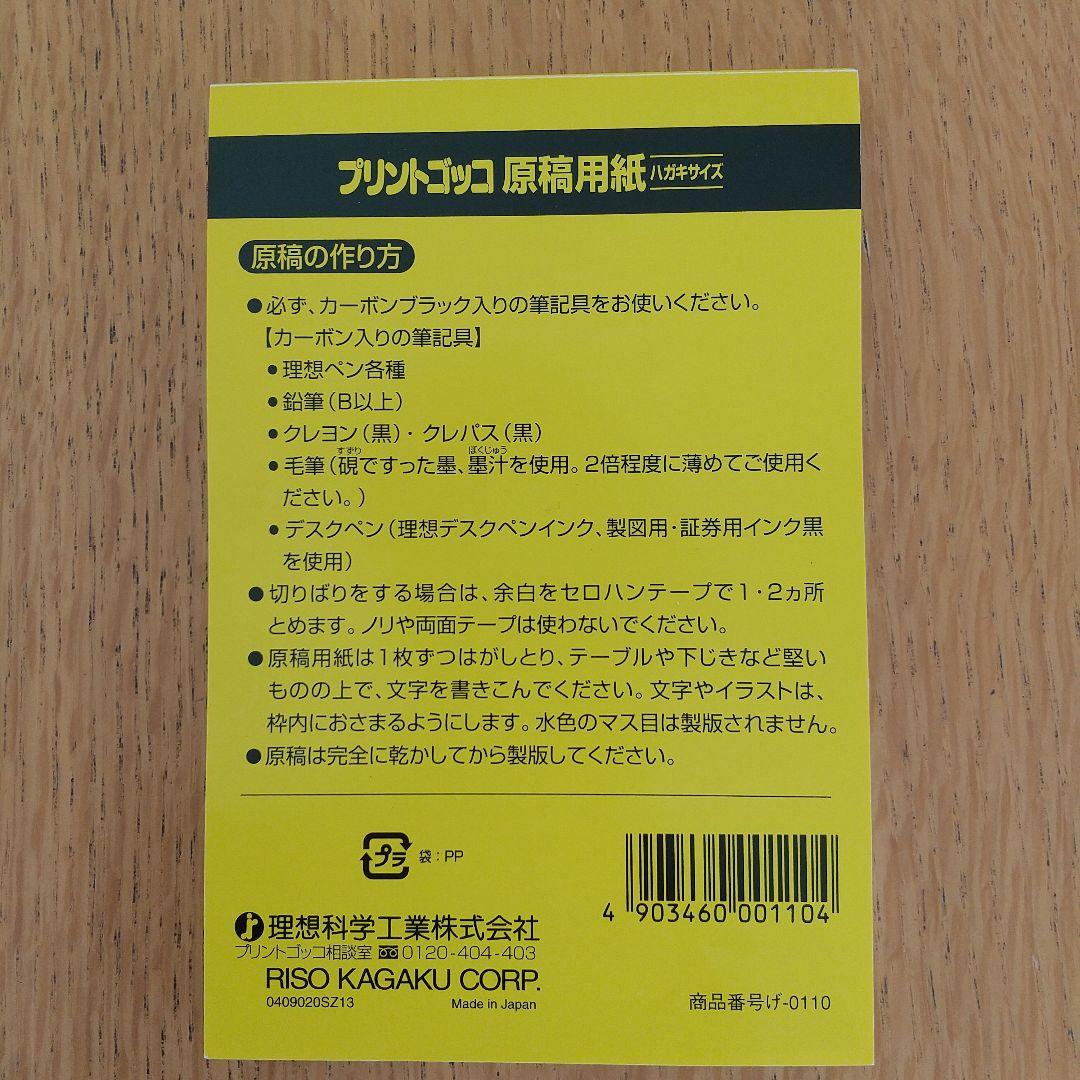 プリントゴッコ 原稿用紙 ハガキサイズ
原稿の作り方
●必ず、カーボンブラック入りの筆記具をお使いください。
【カーボン入りの筆記具】
●理想ペン各種
●鉛筆(B以上)
●クレヨン(黒)・クレパス(黒)
すずり ぼくじゅう
●毛筆(硯ですった墨、墨汁を使用。2倍程度に薄めてご使用く
ださい。)
●デスクペン(理想デスクペンインク、製図用・証券用インク黒
を使用)
●切りばりをする場合は、余白をセロハンテープで1・2ヵ所
とめます。ノリや両面テープは使わないでください。
●原稿用紙は1枚ずつはがしとり、テーブルや下じきなど堅い
ものの上で、文字を書きこんでください。文字やイラストは、
枠内におさまるようにします。水色のマス目は製版されません。
●原稿は完全に乾かしてから製版してください。
プラ 袋:PP
4 903460 001104
理想科学工業株式会社
プリントゴッコ相談室 0120-404-403
RISO KAGAKU CORP.
0409020SZ13 Made in Japan
商品番号げ-0110